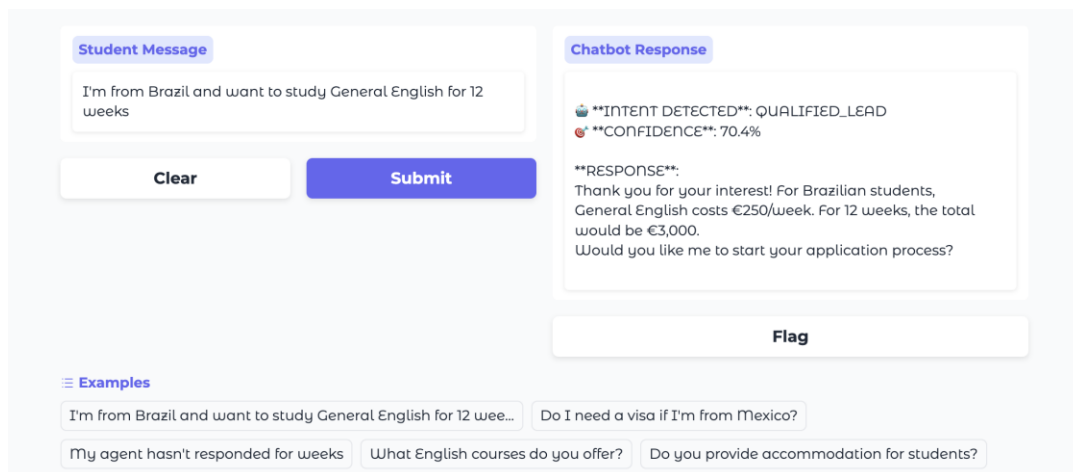 Student Message
I'm from Brazil and want to study General English for 12
weeks
Clear
Submit
Chatbot Response
🤖 **INTENT DETECTED**: QUALIFIED_LEAD
🎯 **CONFIDENCE**: 70.4%
**RESPONSE**:
Thank you for your interest! For Brazilian students,
General English costs €250/week. For 12 weeks, the total
would be €3,000.
Would you like me to start your application process?
Flag
Examples
I'm from Brazil and want to study General English for 12 wee...
Do I need a visa if I'm from Mexico?
My agent hasn't responded for weeks
What English courses do you offer?
Do you provide accommodation for students?